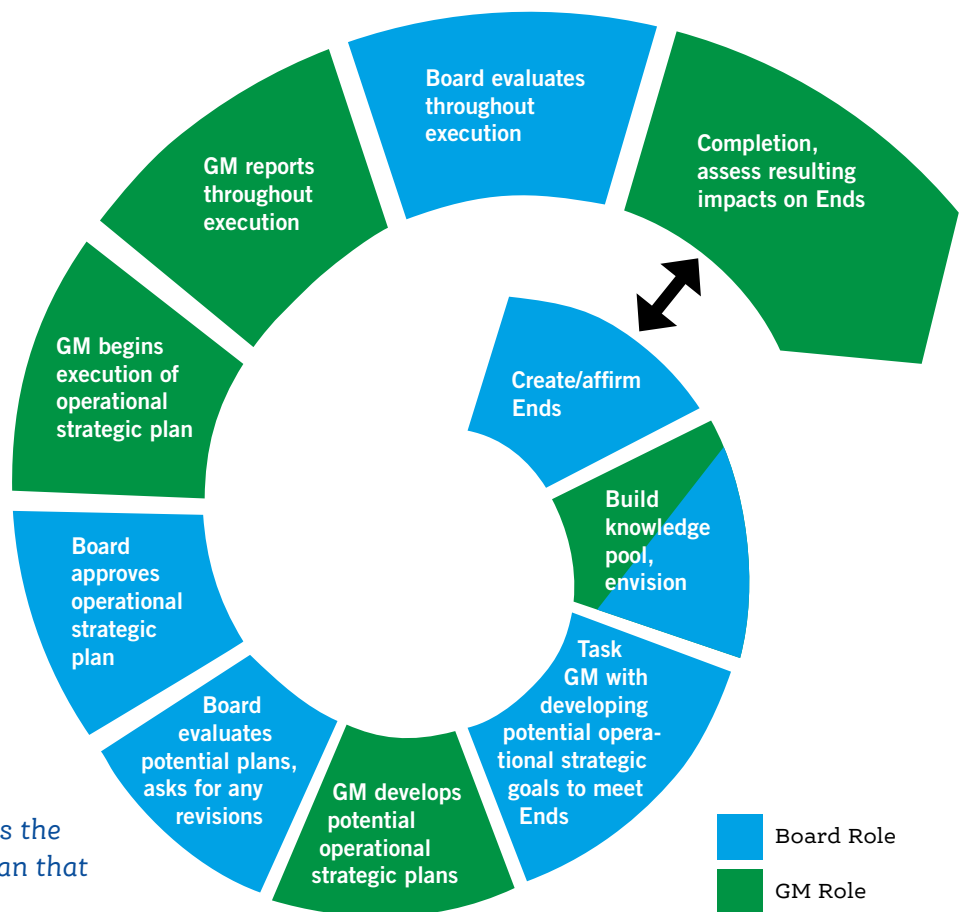 Board evaluates
throughout
execution
Completion,
assess resulting
impacts on Ends
GM reports
throughout
execution
GM begins
execution of
operational
strategic plan
Create/affirm
Ends
Build
knowledge
pool,
envision
Board
approves
operational
strategic
plan
Task
GM with
developing
potential opera-
tional strategic
goals to meet
Ends
Board
evaluates
potential plans,
asks for any
revisions
GM develops
potential
operational
strategic plans
s the
an that
Board Role
GM Role